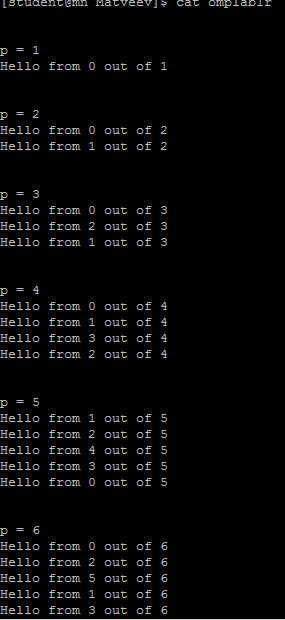 [student@mn Matveev]$ cat omplab1r
p = 1
Hello from 0 out of 1
p = 2
Hello from 0 out of 2
Hello from 1 out of 2
p = 3
Hello from 0 out of 3
Hello from 2 out of 3
Hello from 1 out of 3
p = 4
Hello from 0 out of 4
Hello from 1 out of 4
Hello from 3 out of 4
Hello from 2 out of 4
p = 5
Hello from 1 out of 5
Hello from 2 out of 5
Hello from 4 out of 5
Hello from 3 out of 5
Hello from 0 out of 5
p = 6
Hello from 0 out of 6
Hello from 2 out of 6
Hello from 5 out of 6
Hello from 1 out of 6
Hello from 3 out of 6